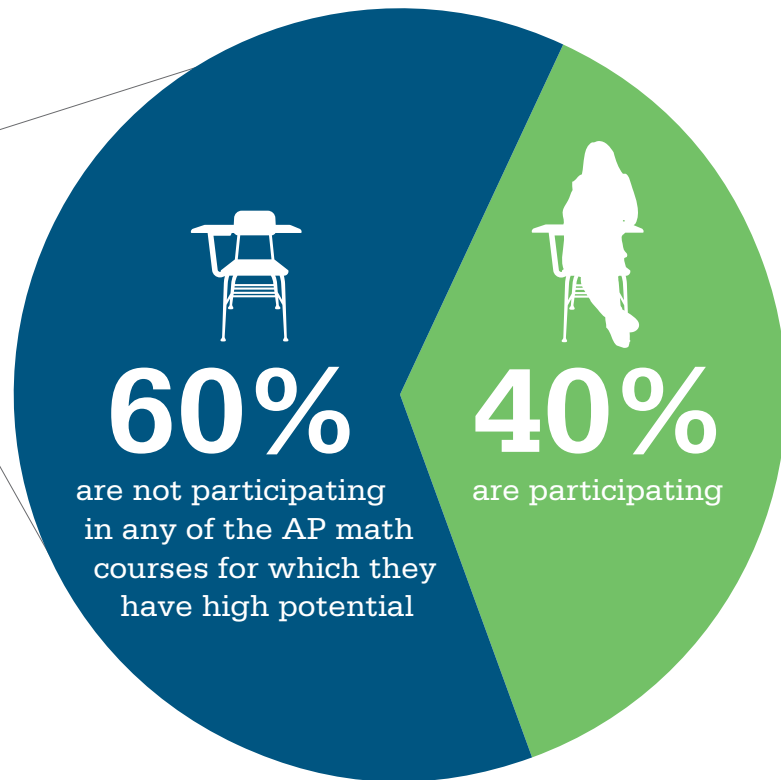 60%
are not participating
in any of the AP math
courses for which they
have high potential
40%
are participating